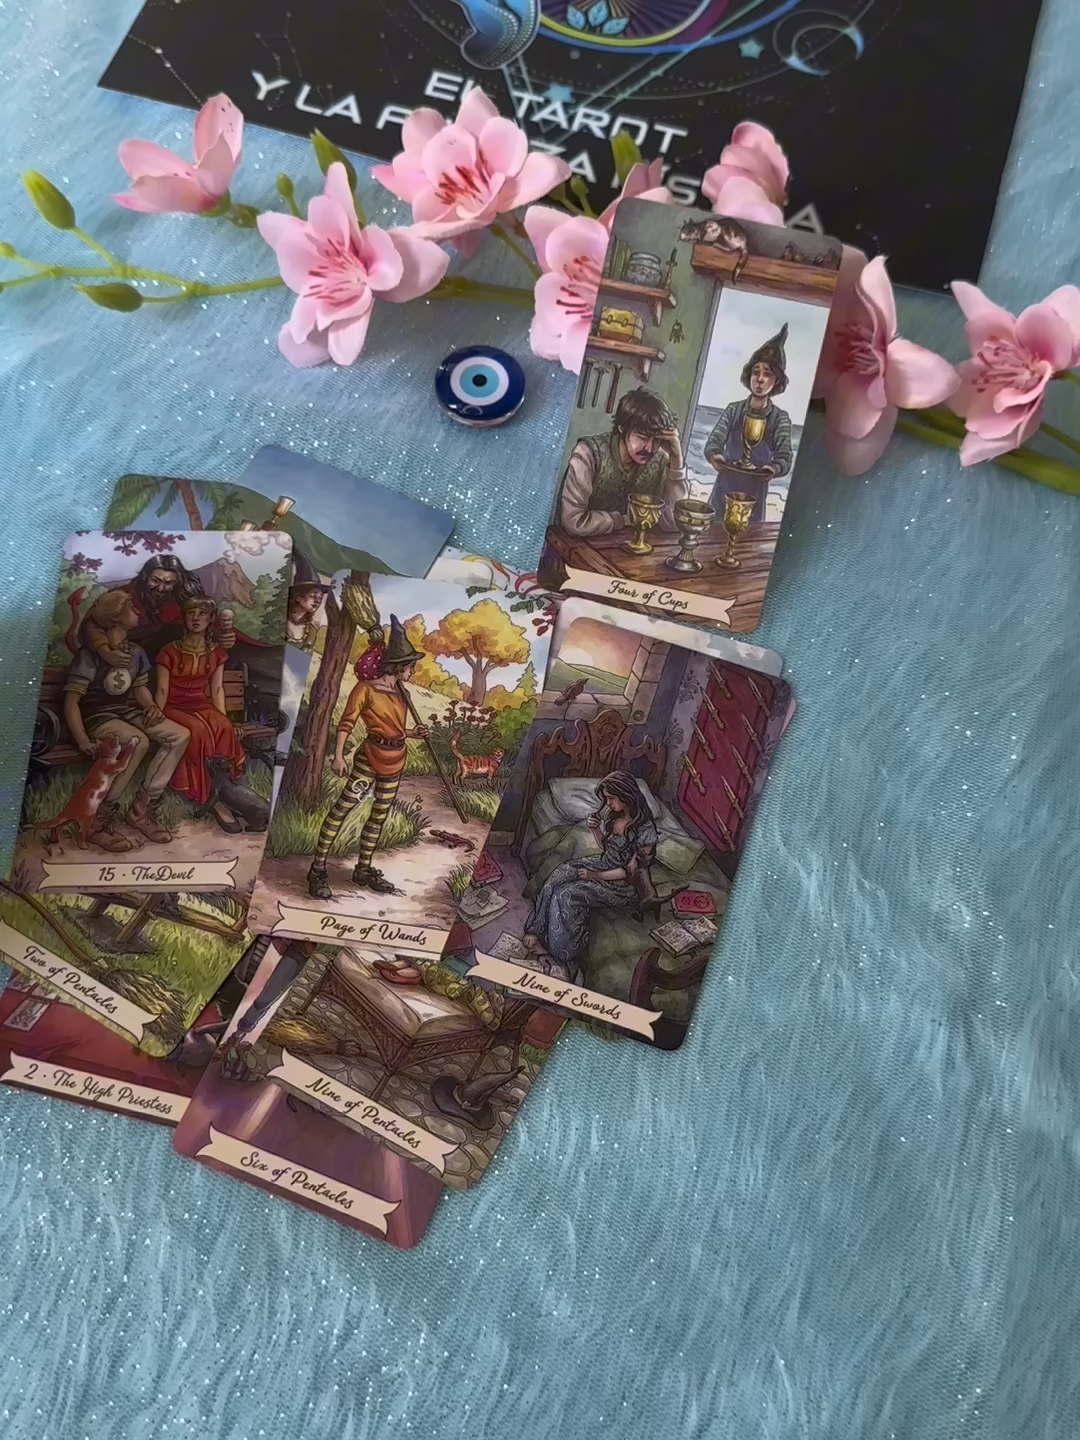 EL TAROT
Y LA
Four of Cups
15 · The Devil
Page of Wands
Nine of Swords
Two of Pentacles
2 · The High Priestess
Nine of Pentacles
Six of Pentacles